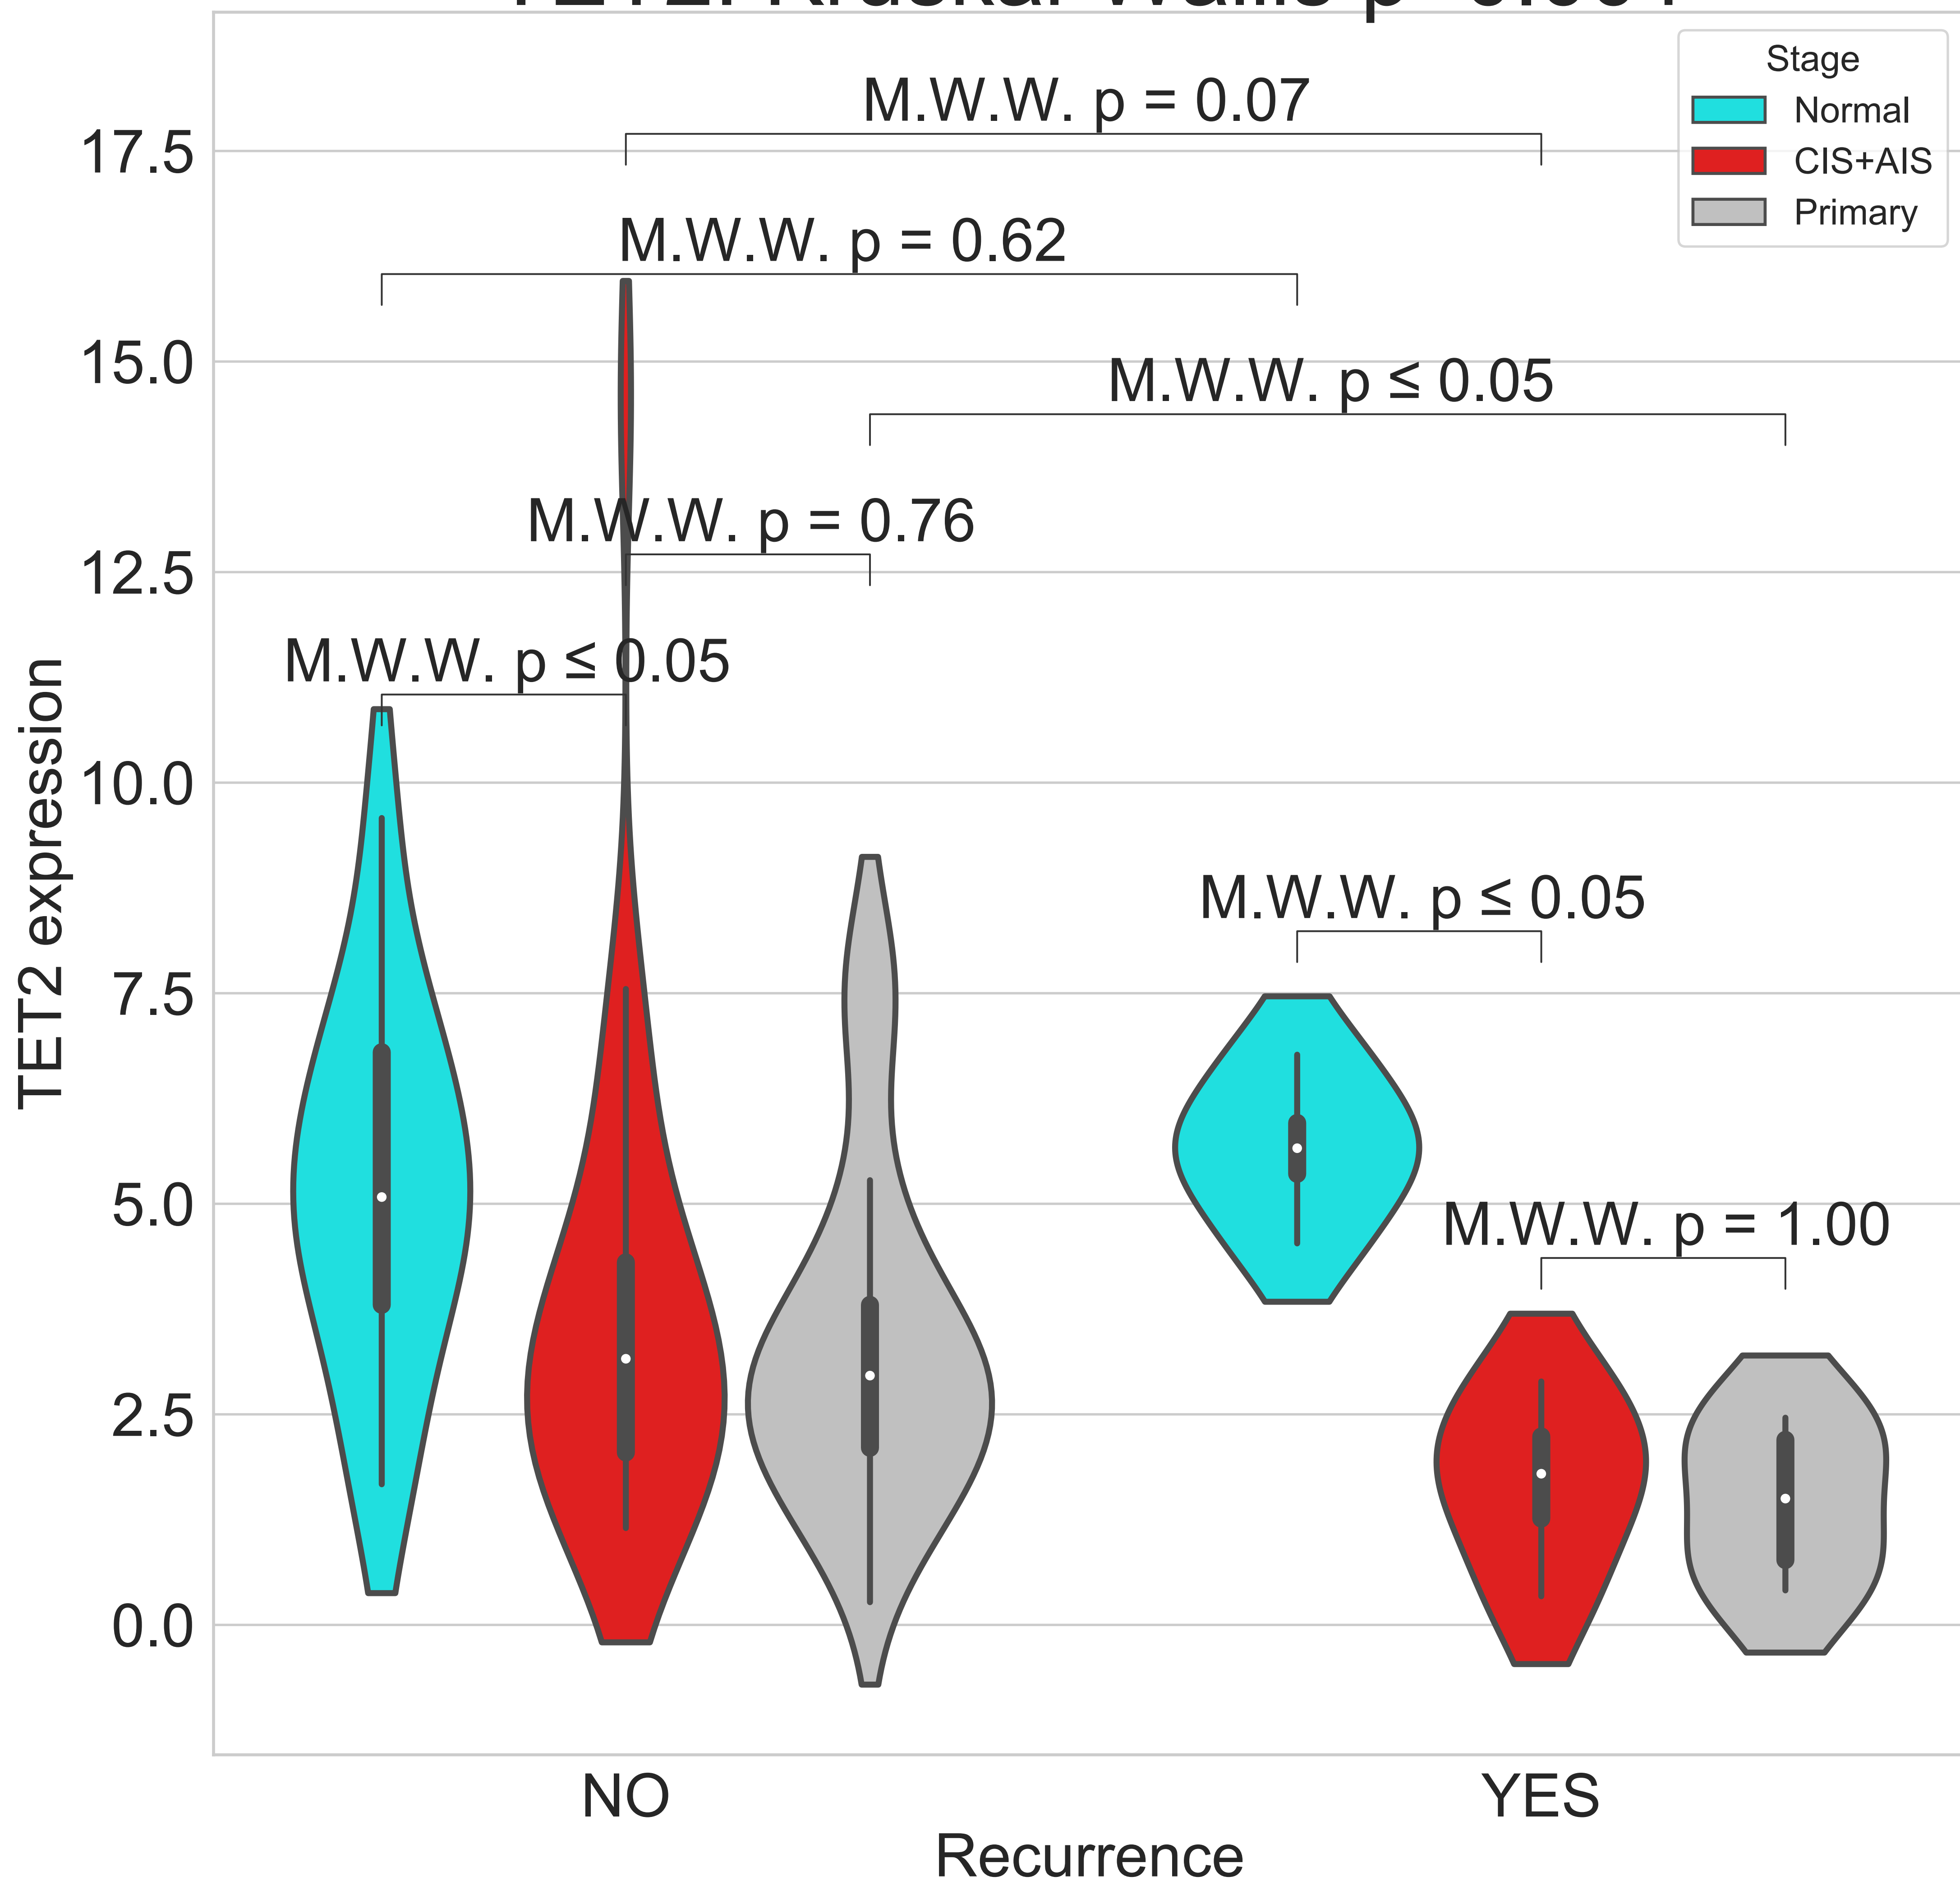 Stage
Normal
CIS+AIS
Primary
M.W.W. p = 0.07
M.W.W. p = 0.62
M.W.W. p ≤ 0.05
M.W.W. p = 0.76
M.W.W. p ≤ 0.05
M.W.W. p ≤ 0.05
M.W.W. p = 1.00
17.5
15.0
12.5
10.0
7.5
5.0
2.5
0.0
TET2 expression
NO
YES
Recurrence